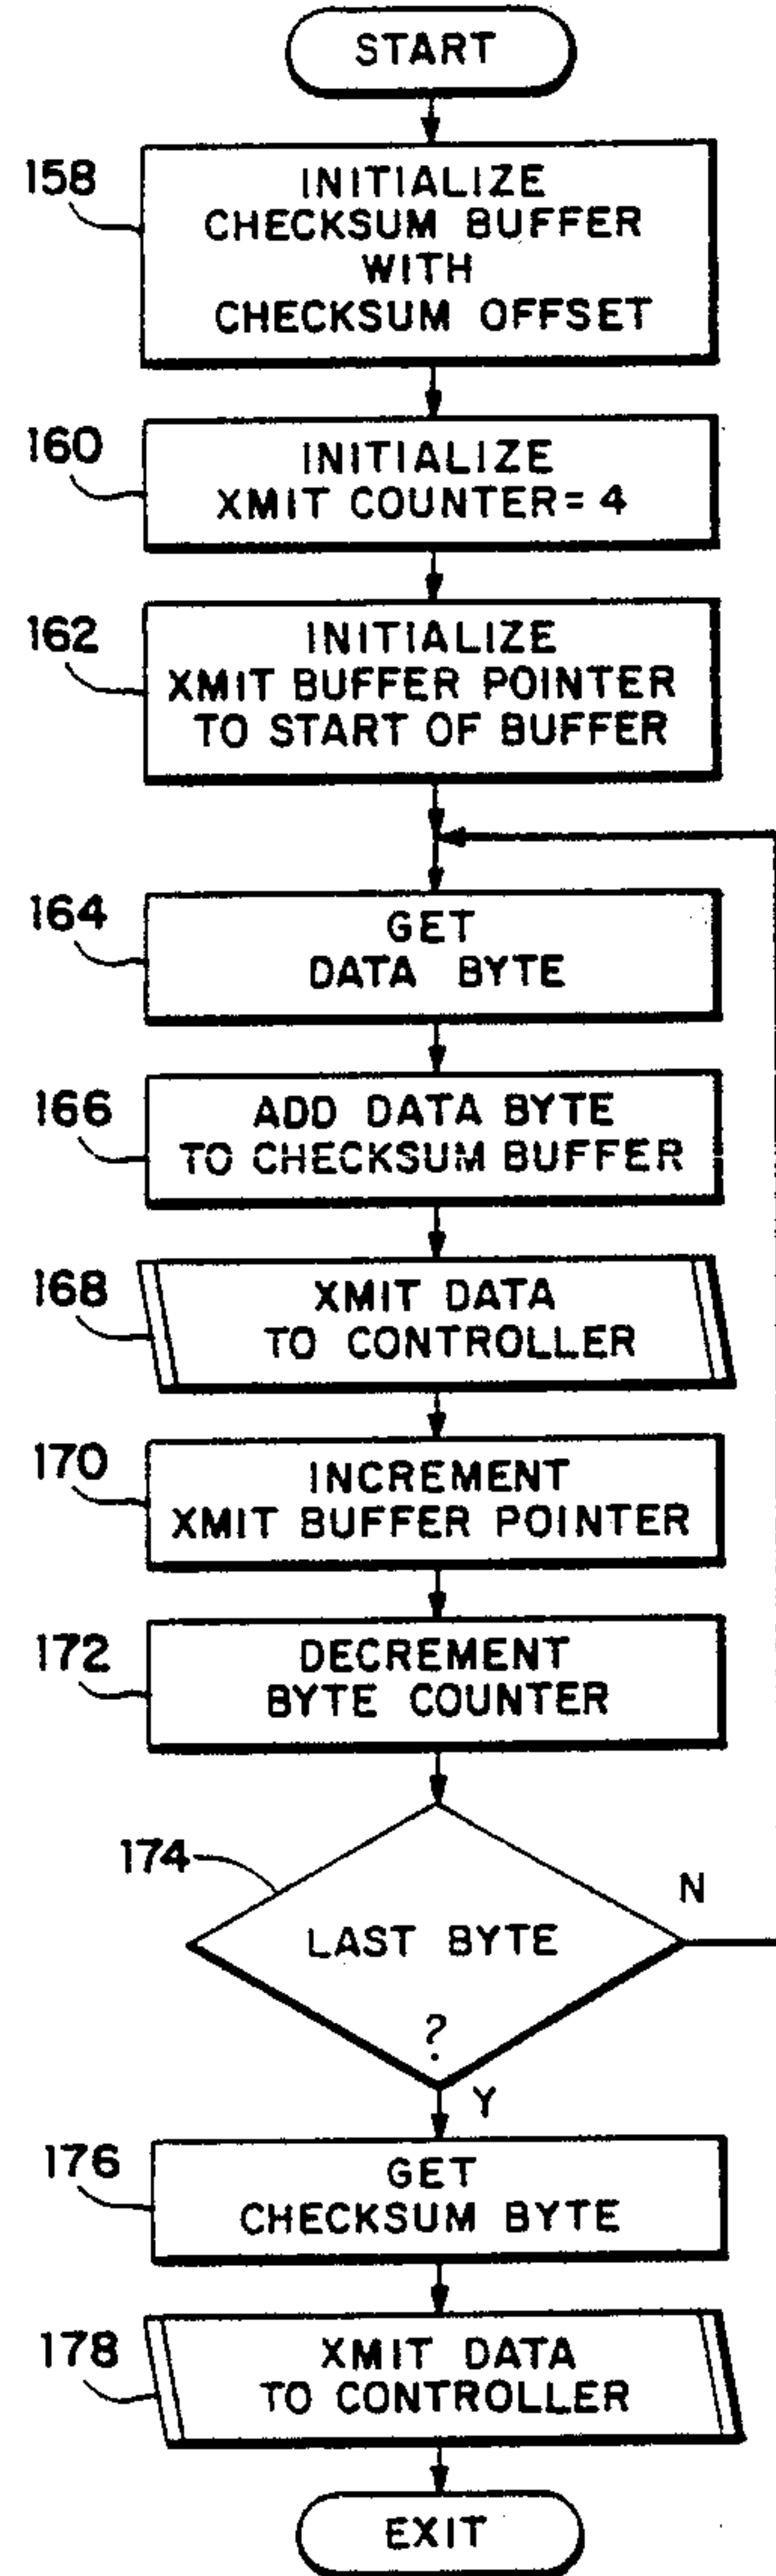 START
158
INITIALIZE
CHECKSUM BUFFER
WITH
CHECKSUM OFFSET
160
INITIALIZE
XMIT COUNTER = 4
162
INITIALIZE
XMIT BUFFER POINTER
TO START OF BUFFER
164
GET
DATA BYTE
166
ADD DATA BYTE
TO CHECKSUM BUFFER
168
XMIT DATA
TO CONTROLLER
170
INCREMENT
XMIT BUFFER POINTER
172
DECREMENT
BYTE COUNTER
174
N
LAST BYTE
?
Y
176
GET
CHECKSUM BYTE
178
XMIT DATA
TO CONTROLLER
EXIT